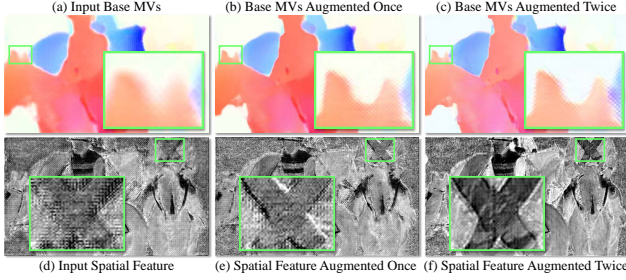 (a) Input Base MVs
(b) Base MVs Augmented Once
(c) Base MVs Augmented Twice
(d) Input Spatial Feature
(e) Spatial Feature Augmented Once
(f) Spatial Feature Augmented Twice